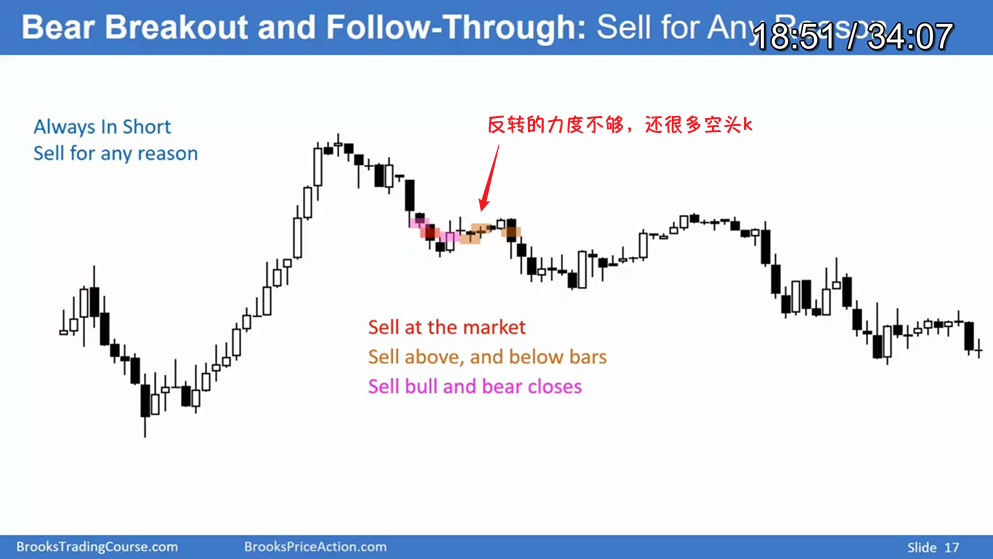 Bear Breakout and Follow-Through: Sell for Any Reason
18:51 / 34:07
Always In Short
Sell for any reason
反转的力度不够，还很多空头k
Sell at the market
Sell above, and below bars
Sell bull and bear closes
BrooksTradingCourse.com
BrooksPriceAction.com
Slide 17